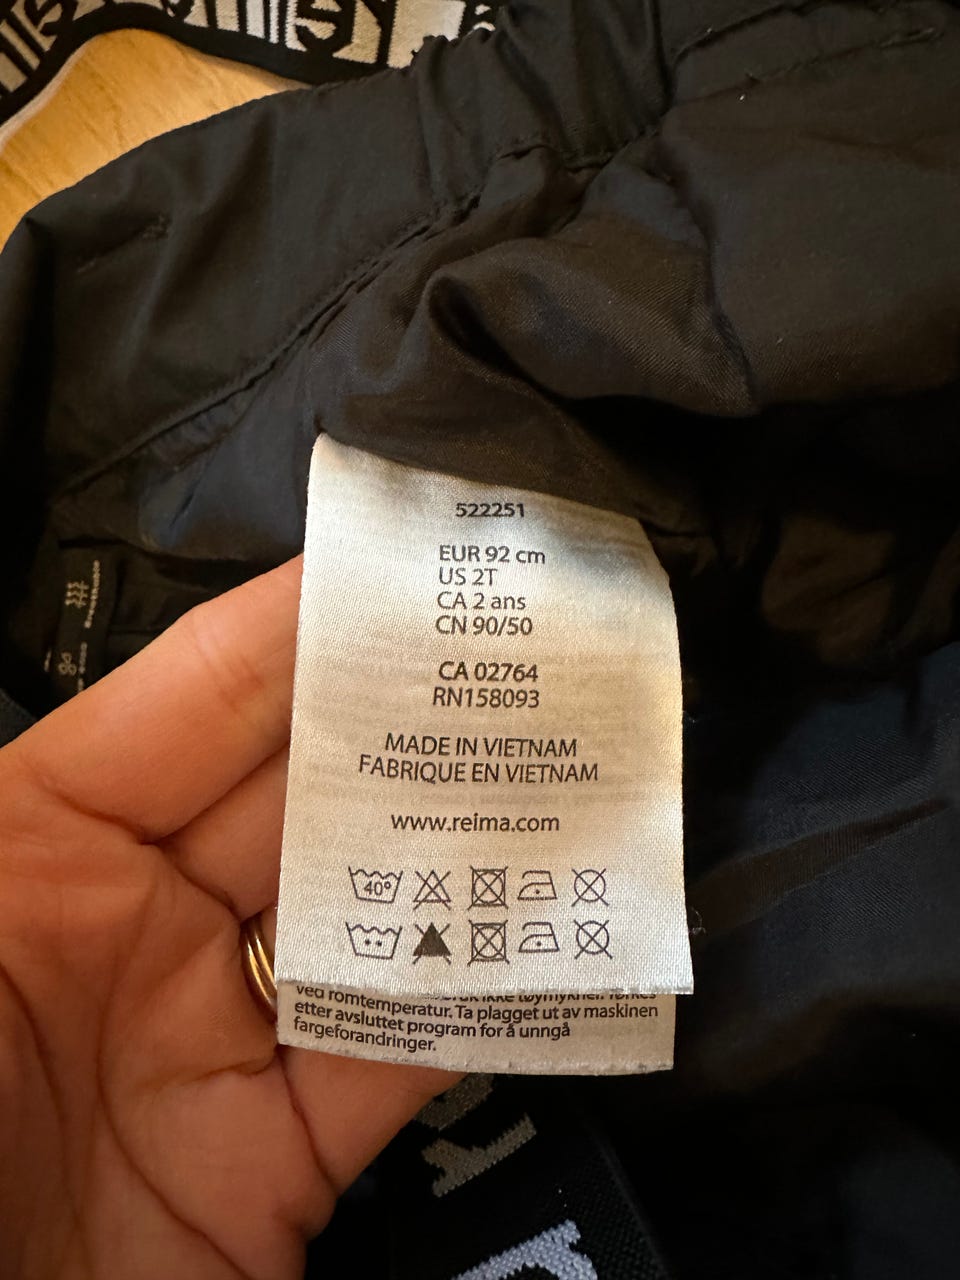 522251
EUR 92 cm
US 2T
CA 2 ans
CN 90/50
CA 02764
RN158093
MADE IN VIETNAM
FABRIQUE EN VIETNAM
www.reima.com
40°
ved romtemperatur. Ta plagget ut av maskinen
etter avsluttet program for å unngå
fargeforandringer.